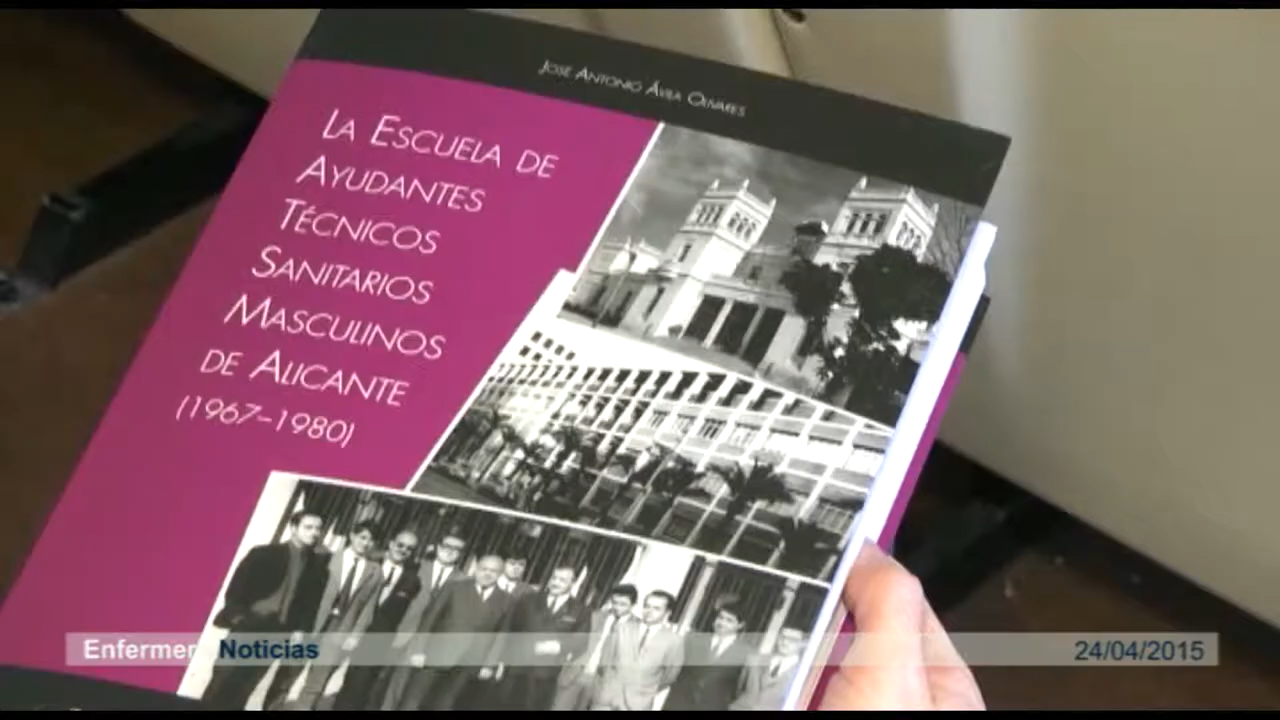 José Antonio Ávila Olivares
La Escuela de
Ayudantes
Técnicos
Sanitarios
Masculinos
de Alicante
(1967-1980)
Enfermer Noticias
24/04/2015